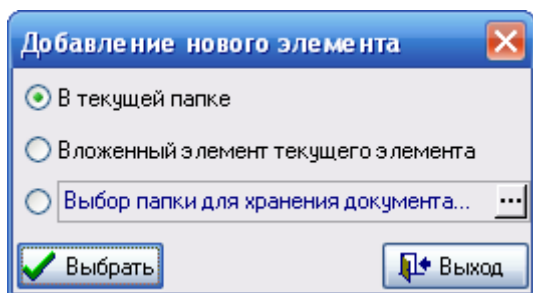 Добавление нового элемента
В текущей папке
Вложенный элемент текущего элемента
Выбор папки для хранения документа... ...
Выбрать Выход